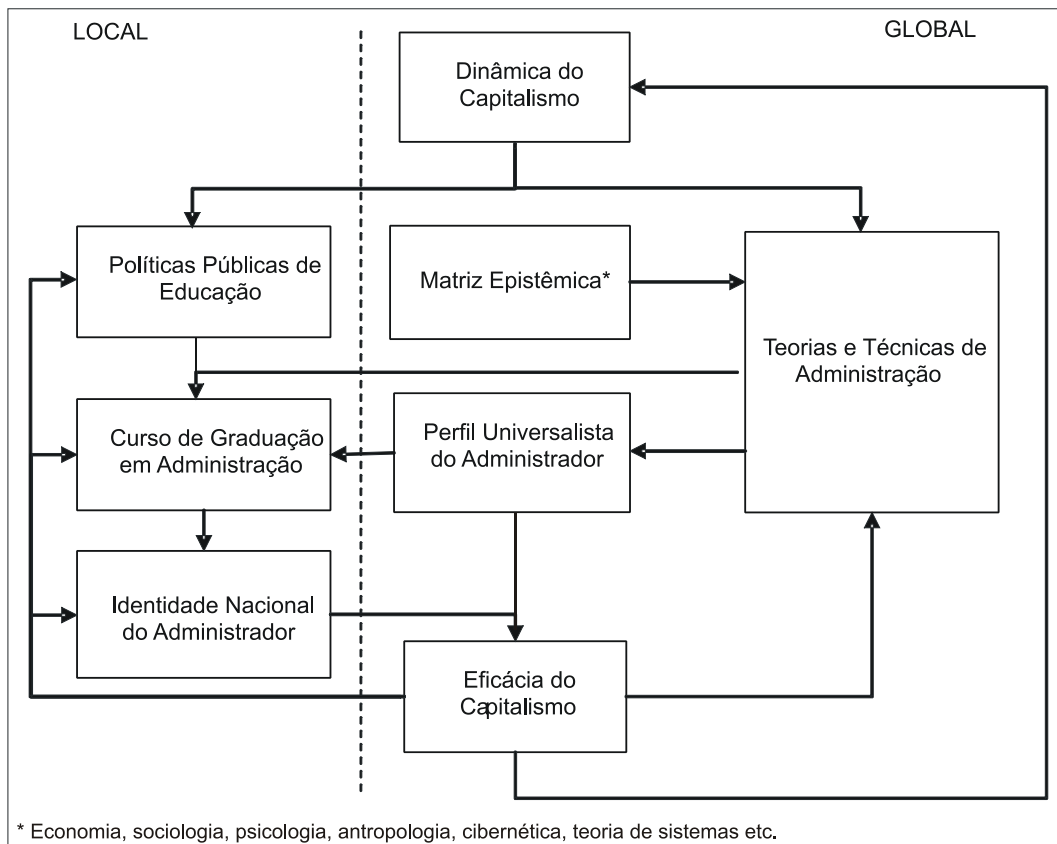 LOCAL
GLOBAL
Dinâmica do
Capitalismo
Políticas Públicas de
Educação
Matriz Epistêmica*
Teorias e Técnicas de
Administração
Curso de Graduação
em Administração
Perfil Universalista
do Administrador
Identidade Nacional
do Administrador
Eficácia do
Capitalismo
* Economia, sociologia, psicologia, antropologia, cibernética, teoria de sistemas etc.